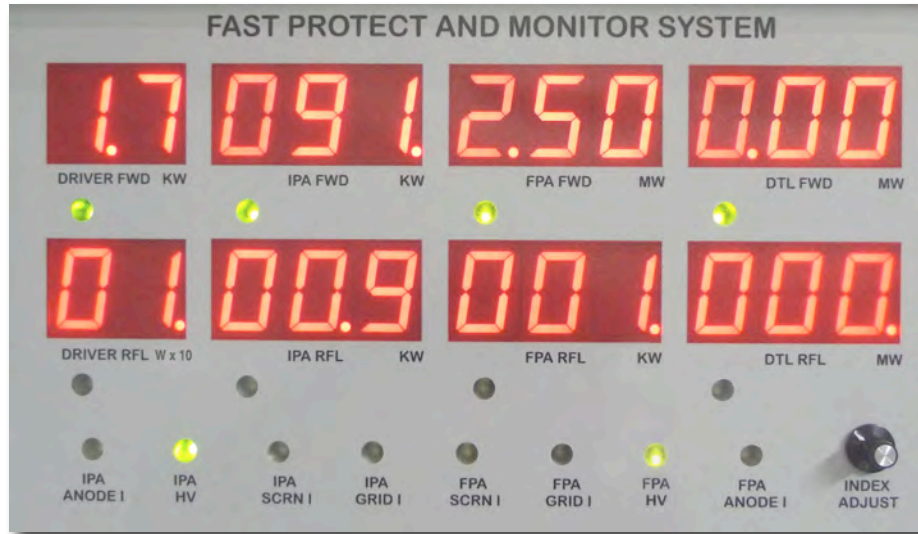 FAST PROTECT AND MONITOR SYSTEM
1.7 091. 2.50 0.00
DRIVER FWD KW IPA FWD KW FPA FWD MW DTL FWD MW
01. 00.9 001. 000.
DRIVER RFL W x 10 IPA RFL KW FPA RFL KW DTL RFL MW
IPA IPA IPA IPA FPA FPA FPA FPA INDEX
ANODE I HV SCRN I GRID I SCRN I GRID I HV ANODE I ADJUST